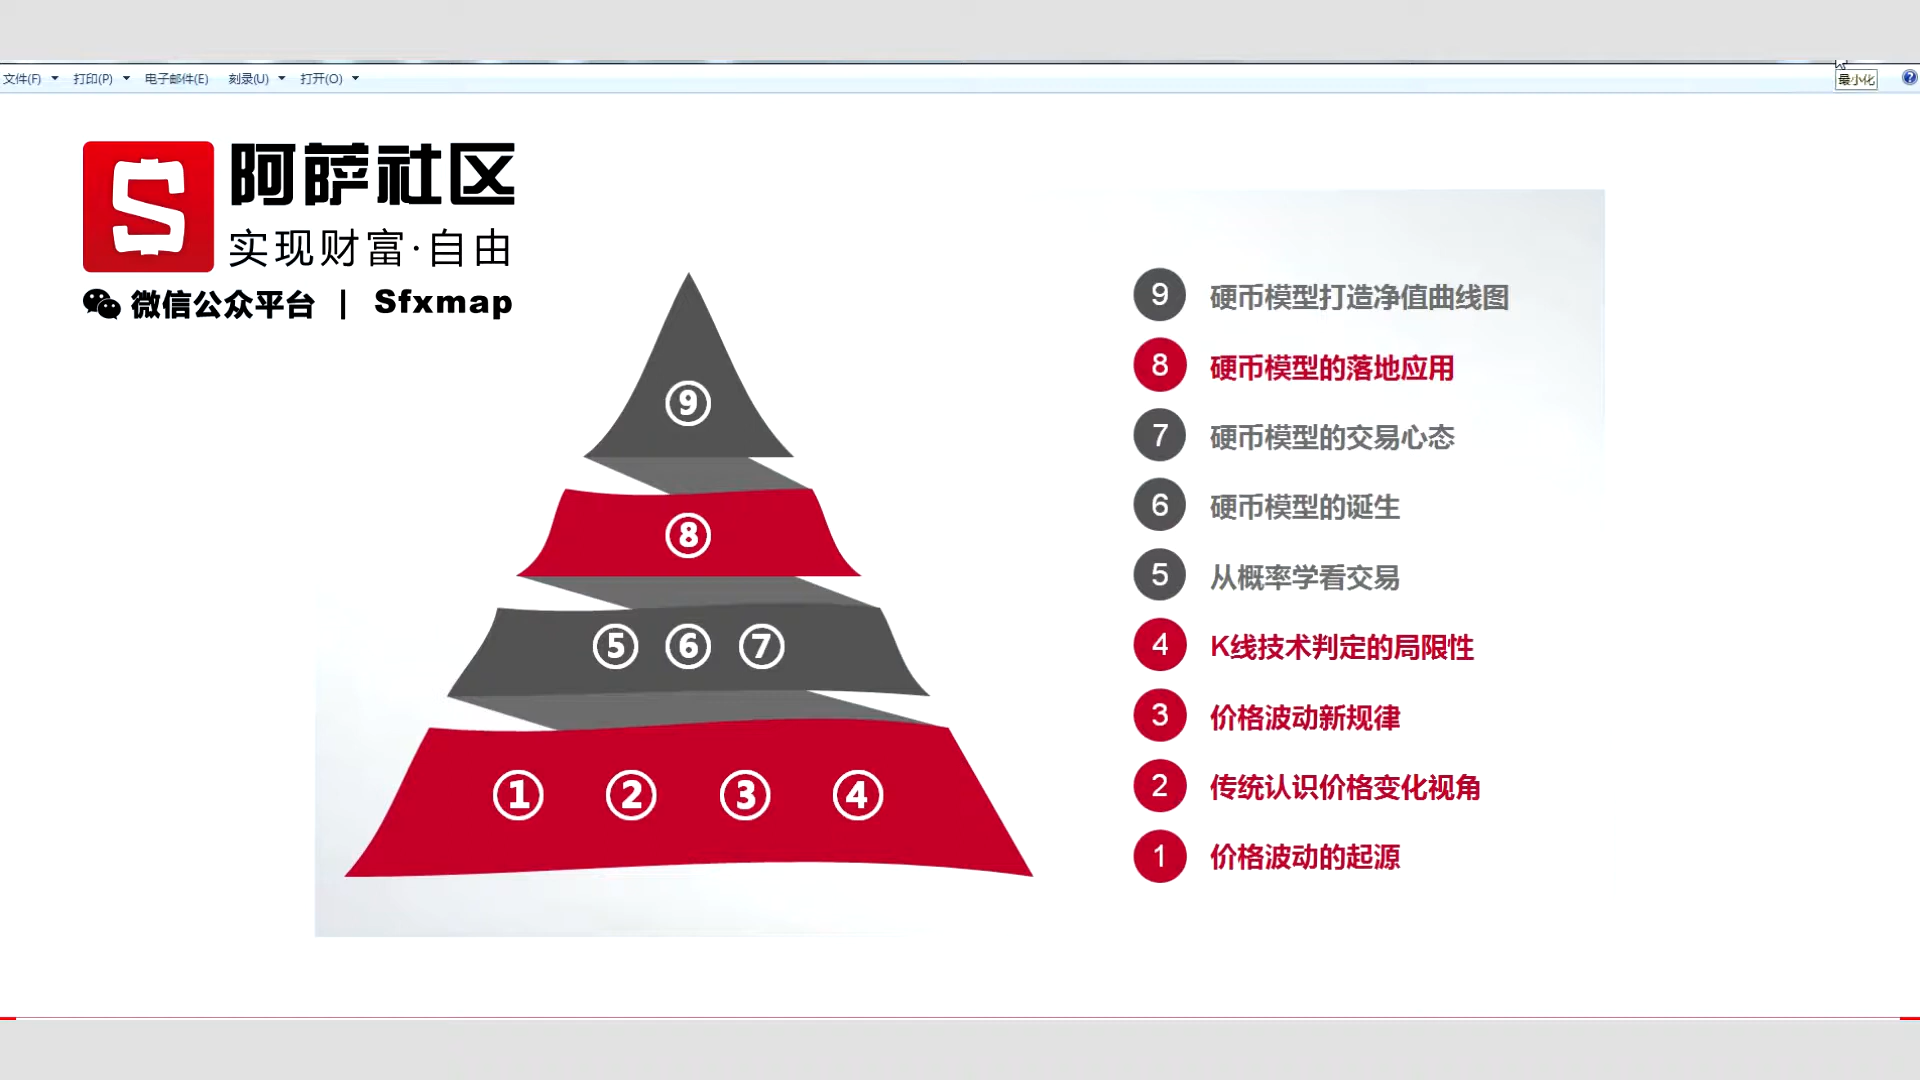 文件(F) 打印(P) 电子邮件(E) 刻录(U) 打开(O)
最小化
阿萨社区
实现财富·自由
微信公众平台 | Sfxmap
⑨
⑧
⑤ ⑥ ⑦
① ② ③ ④
9 硬币模型打造净值曲线图
8 硬币模型的落地应用
7 硬币模型的交易心态
6 硬币模型的诞生
5 从概率学看交易
4 K线技术判定的局限性
3 价格波动新规律
2 传统认识价格变化视角
1 价格波动的起源